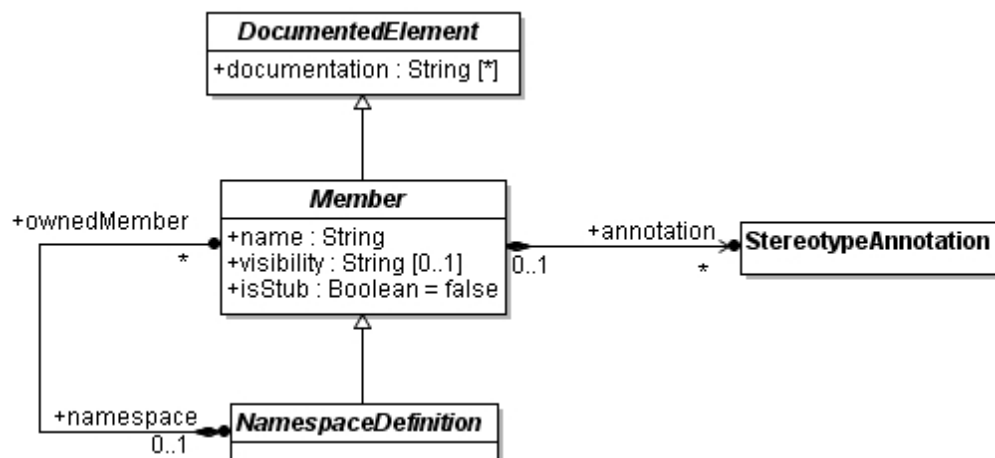 DocumentedElement
+documentation : String [*]
Member
+name : String
+visibility : String [0..1]
+isStub : Boolean = false
+ownedMember
*
0..1
+annotation
*
StereotypeAnnotation
+namespace
0..1
NamespaceDefinition